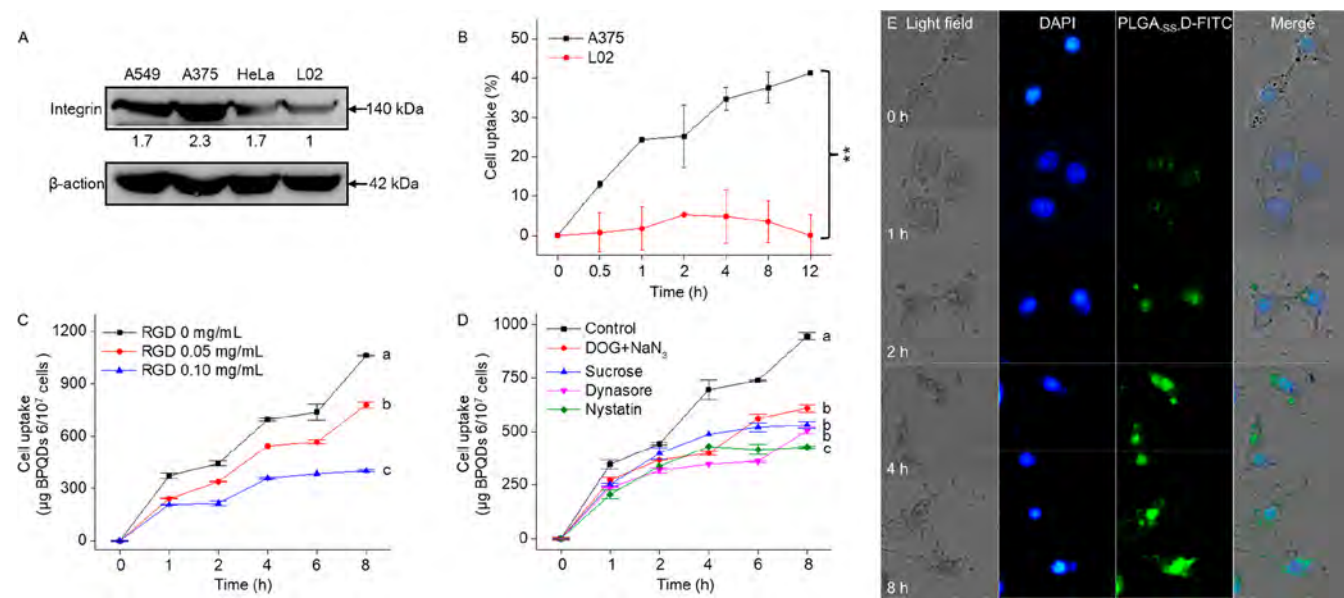 A
A549 A375 HeLa L02
Integrin
140 kDa
1.7 2.3 1.7 1
β-action
42 kDa
B
A375
L02
Cell uptake (%)
50
40
30
20
10
0
**
0 0.5 1 2 4 8 12
Time (h)
C
RGD 0 mg/mL
RGD 0.05 mg/mL
RGD 0.10 mg/mL
Cell uptake
(µg BPQDs 6/10⁷ cells)
1200
900
600
300
0
a
b
c
0 1 2 4 6 8
Time (h)
D
Control
DOG+NaN₃
Sucrose
Dynasore
Nystatin
Cell uptake
(µg BPQDs 6/10⁷ cells)
1000
750
500
250
0
a
b
b
b
c
0 1 2 4 6 8
Time (h)
E Light field DAPI PLGA-SS-D-FITC Merge
0 h
1 h
2 h
4 h
8 h